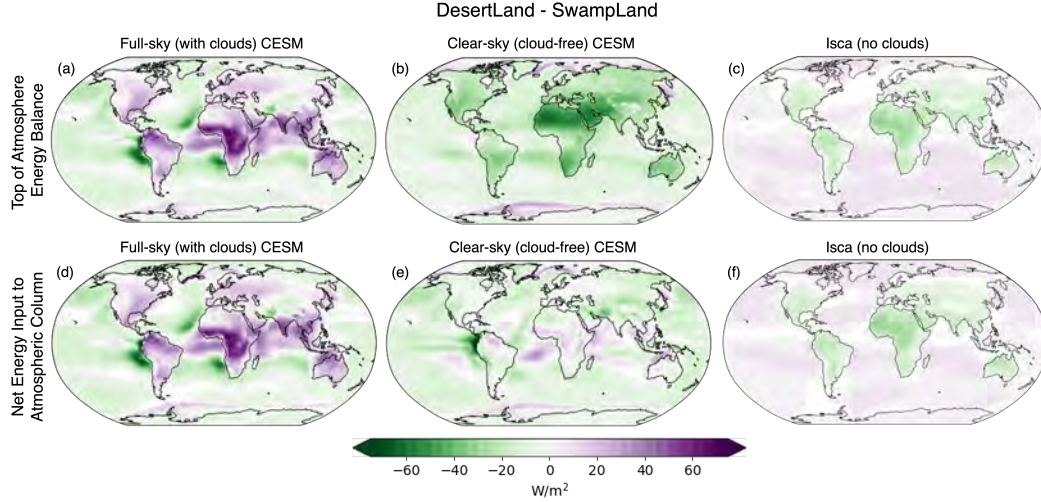 DesertLand - SwampLand
Full-sky (with clouds) CESM
Clear-sky (cloud-free) CESM
Isca (no clouds)
Top of Atmosphere
Energy Balance
(a)
(b)
(c)
Full-sky (with clouds) CESM
Clear-sky (cloud-free) CESM
Isca (no clouds)
Net Energy Input to
Atmospheric Column
(d)
(e)
(f)
−60 −40 −20 0 20 40 60
W/m²